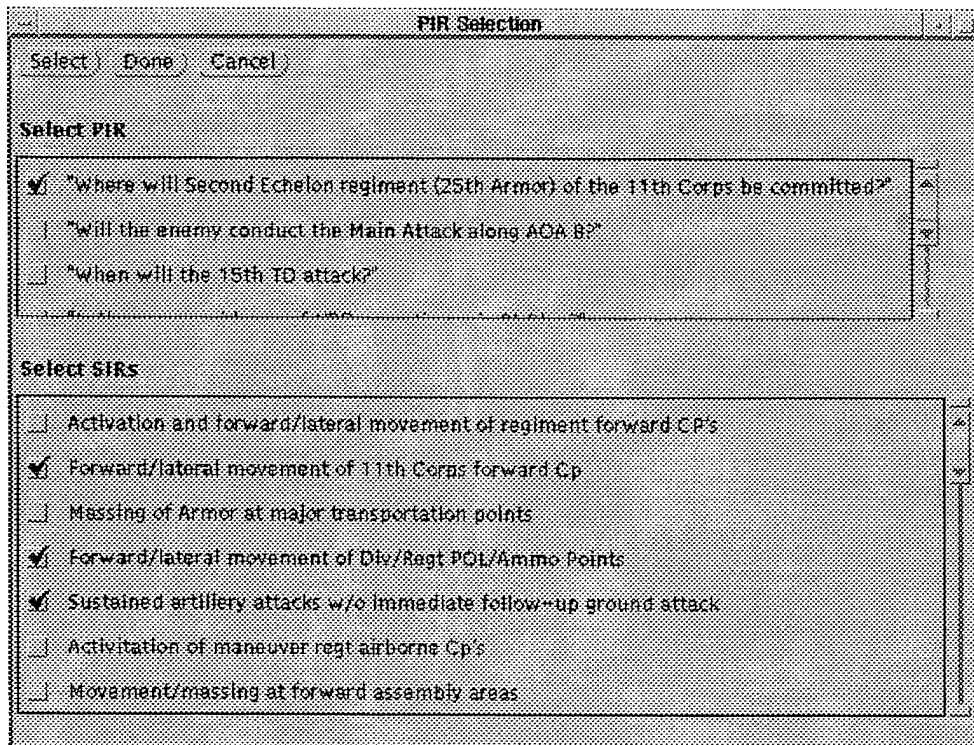 PIR Selection
Select Done Cancel
Select PIR
"Where will Second Echelon regiment (25th Armor) of the 11th Corps be committed?"
"Will the enemy conduct the Main Attack along AOA B?"
"When will the 15th TD attack?"
Select SIRs
Activation and forward/lateral movement of regiment forward CP's
Forward/lateral movement of 11th Corps forward Cp
Massing of Armor at major transportation points
Forward/lateral movement of Div/Regt POL/Ammo Points
Sustained artillery attacks w/o immediate follow-up ground attack
Activitation of maneuver regt airborne Cp's
Movement/massing at forward assembly areas